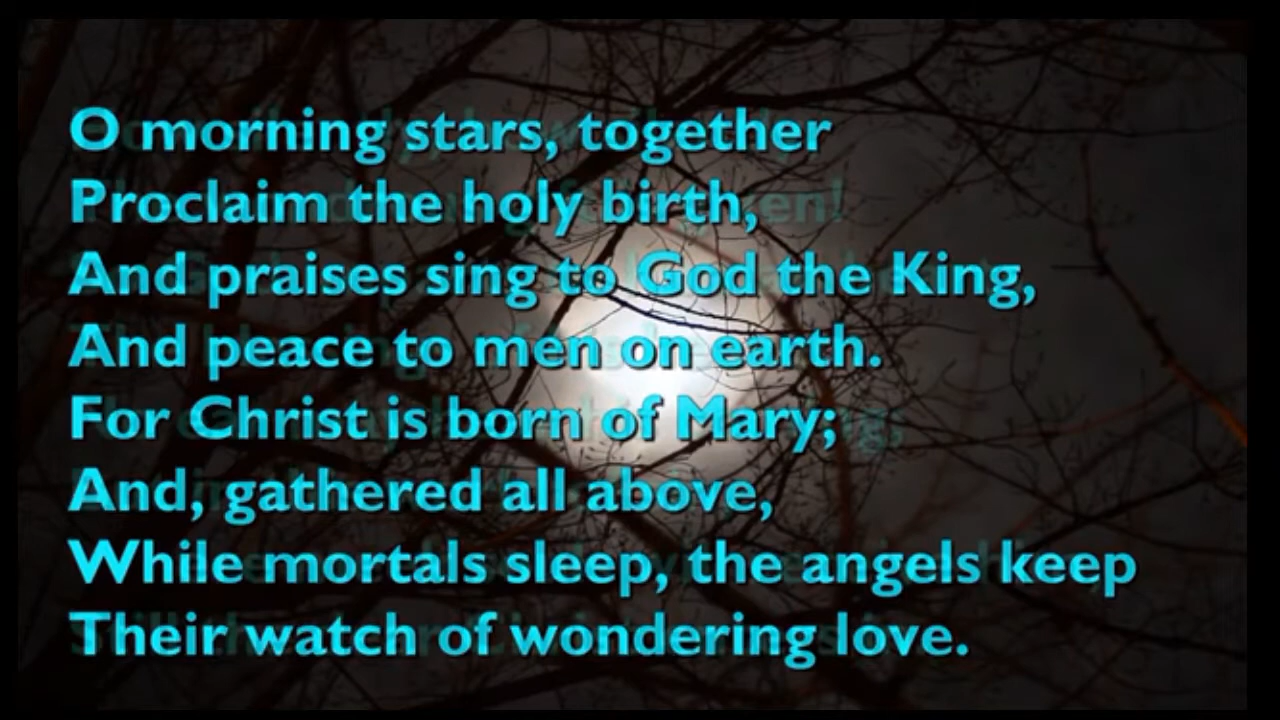 O morning stars, together
Proclaim the holy birth,
And praises sing to God the King,
And peace to men on earth.
For Christ is born of Mary;
And, gathered all above,
While mortals sleep, the angels keep
Their watch of wondering love.